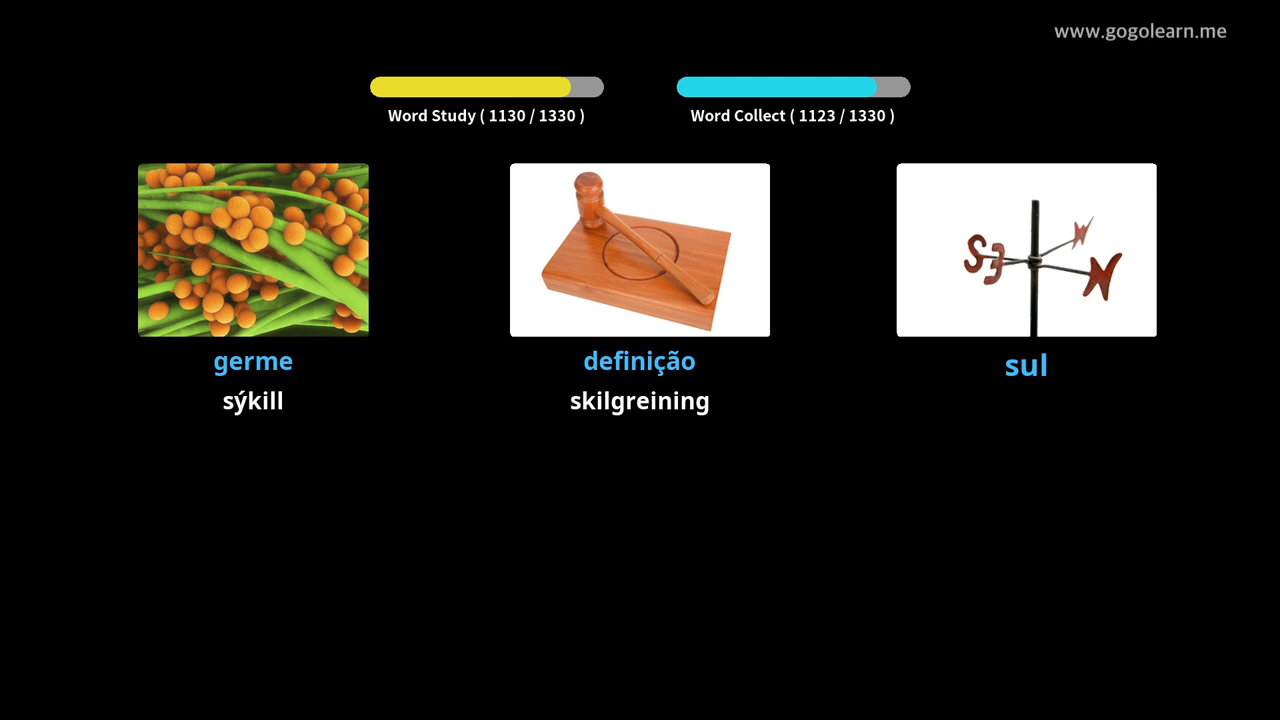 www.gogolearn.me
Word Study ( 1130 / 1330 )
Word Collect ( 1123 / 1330 )
S
N
germe
definição
sul
sýkill
skilgreining